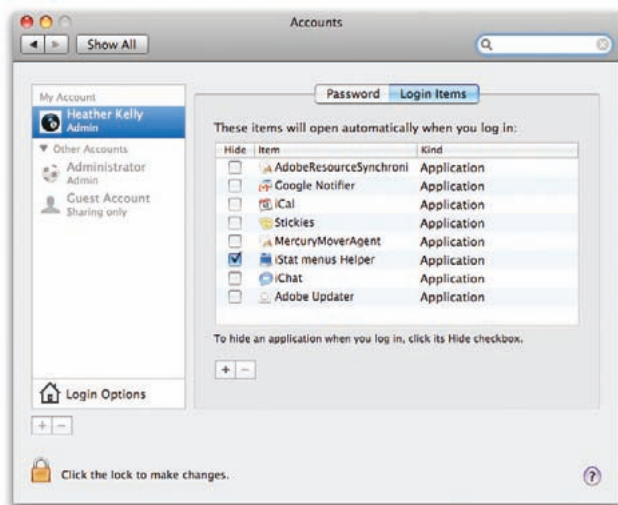 Accounts
Show All
My Account
Heather Kelly
Admin
Other Accounts
Administrator
Admin
Guest Account
Sharing only
Login Options
Password Login Items
These items will open automatically when you log in:
Hide Item Kind
AdobeResourceSynchroni Application
Google Notifier Application
iCal Application
Stickies Application
MercuryMoverAgent Application
iStat menus Helper Application
iChat Application
Adobe Updater Application
To hide an application when you log in, click its Hide checkbox.
+ −
+ −
Click the lock to make changes.
?